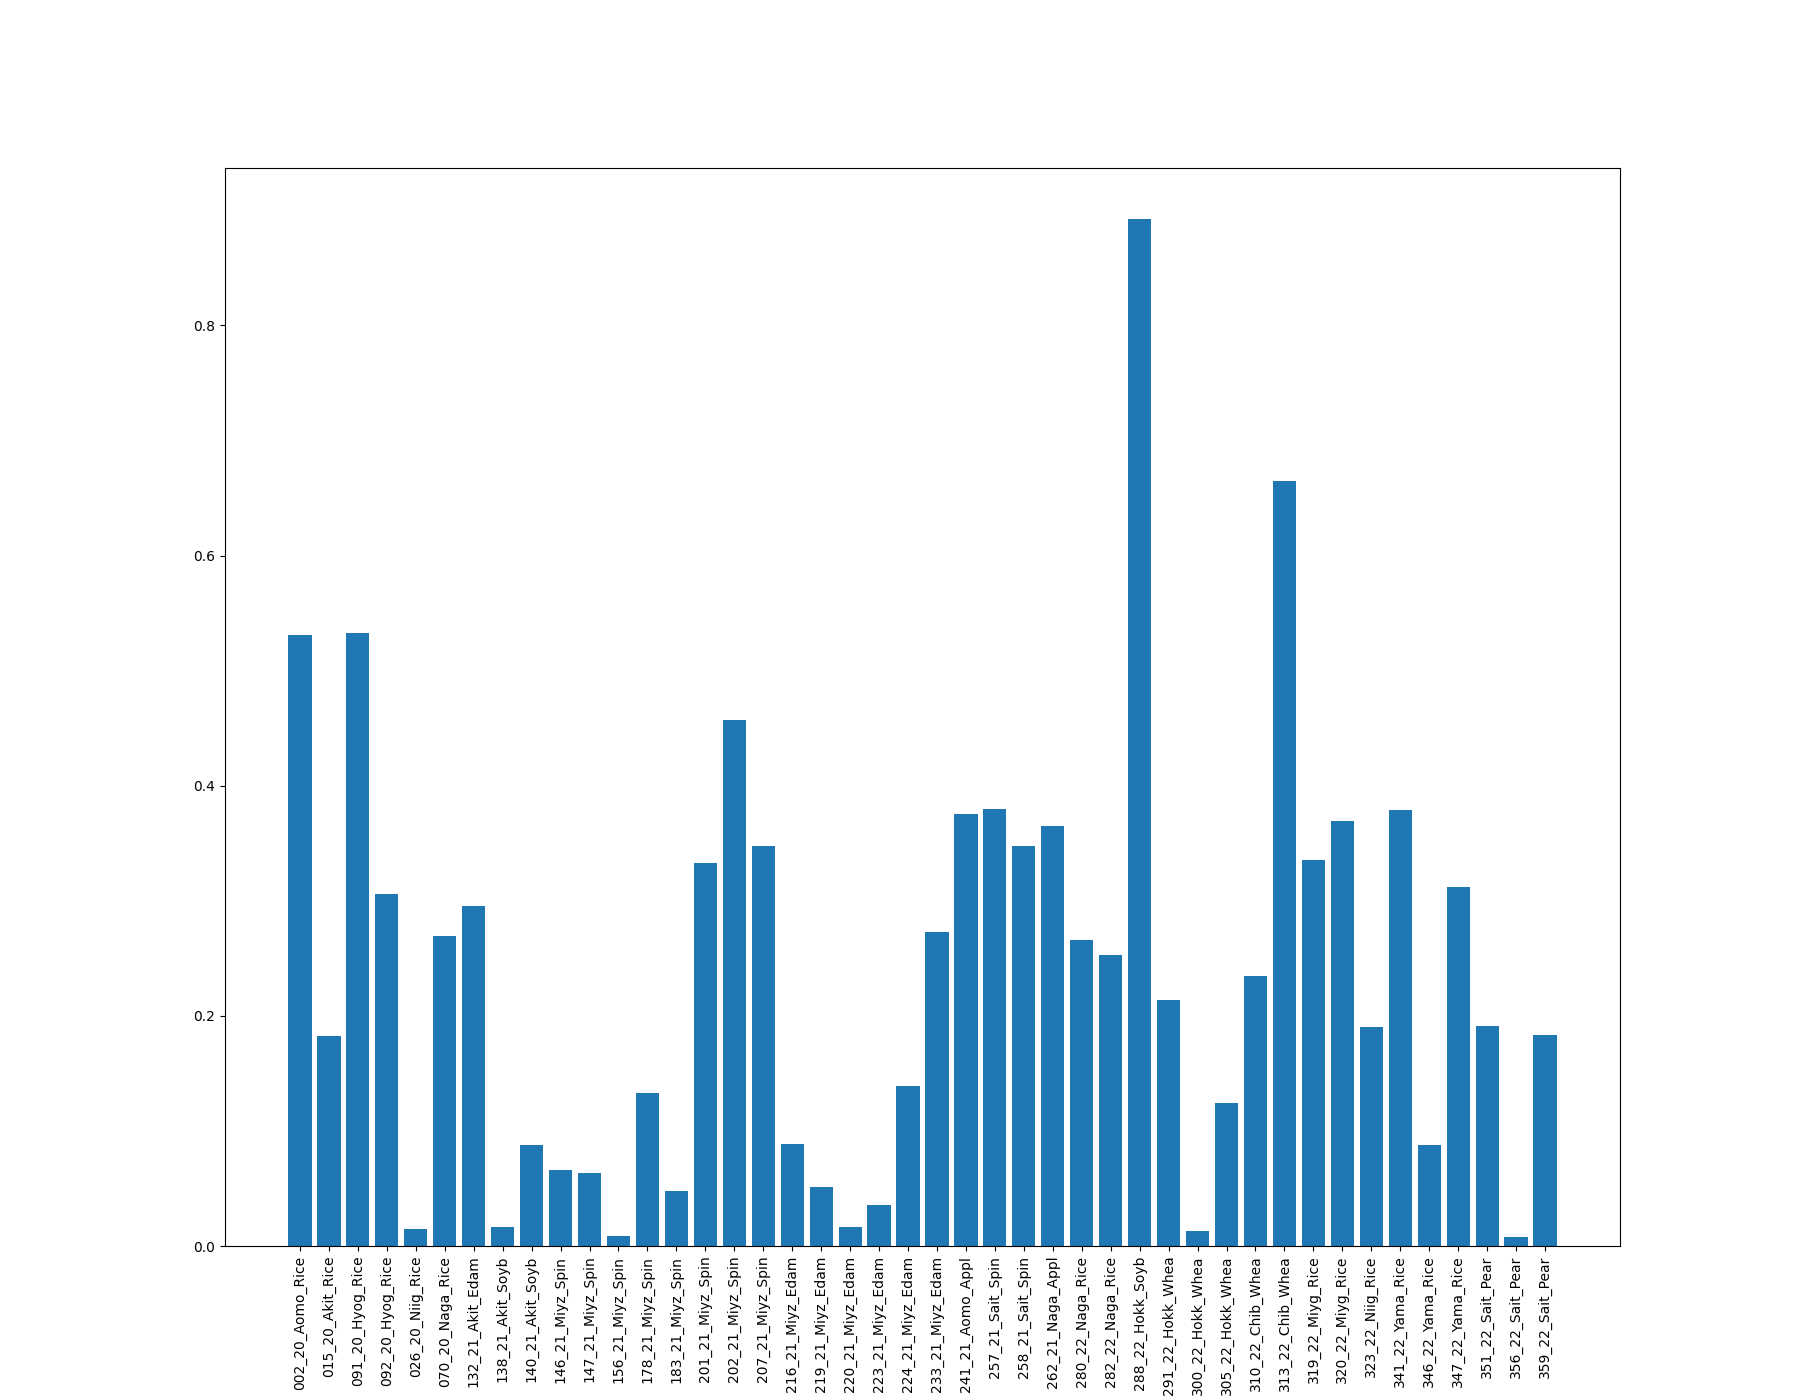 0.8
0.6
0.4
0.2
0.0
002_20_Aomo_Rice
015_20_Akit_Rice
091_20_Hyog_Rice
092_20_Hyog_Rice
026_20_Niig_Rice
070_20_Naga_Rice
132_21_Akit_Edam
138_21_Akit_Soyb
140_21_Akit_Soyb
146_21_Miyz_Spin
147_21_Miyz_Spin
156_21_Miyz_Spin
178_21_Miyz_Spin
183_21_Miyz_Spin
201_21_Miyz_Spin
202_21_Miyz_Spin
207_21_Miyz_Spin
216_21_Miyz_Edam
219_21_Miyz_Edam
220_21_Miyz_Edam
223_21_Miyz_Edam
224_21_Miyz_Edam
233_21_Miyz_Edam
241_21_Aomo_Appl
257_21_Sait_Spin
258_21_Sait_Spin
262_21_Naga_Appl
280_22_Naga_Rice
282_22_Naga_Rice
288_22_Hokk_Soyb
291_22_Hokk_Whea
300_22_Hokk_Whea
305_22_Hokk_Whea
310_22_Chib_Whea
313_22_Chib_Whea
319_22_Miyg_Rice
320_22_Miyg_Rice
323_22_Niig_Rice
341_22_Yama_Rice
346_22_Yama_Rice
347_22_Yama_Rice
351_22_Sait_Pear
356_22_Sait_Pear
359_22_Sait_Pear